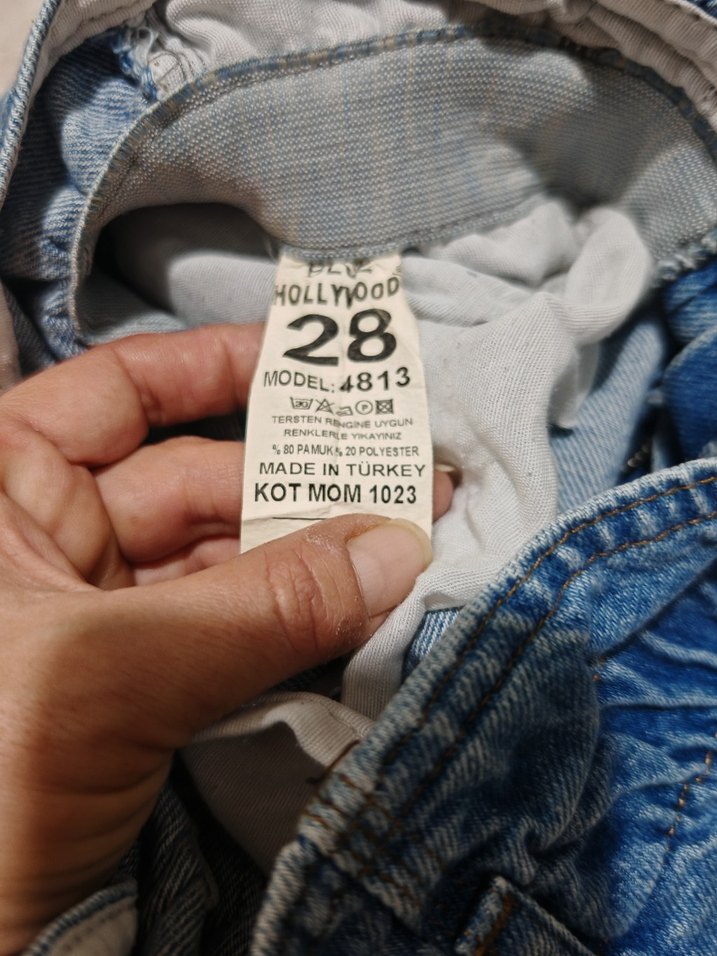 HOLLYWOOD
28
MODEL: 4813
TERSTEN RENGINE UYGUN
RENKLERLE YIKAYINIZ
% 80 PAMUK % 20 POLYESTER
MADE IN TÜRKEY
KOT MOM 1023